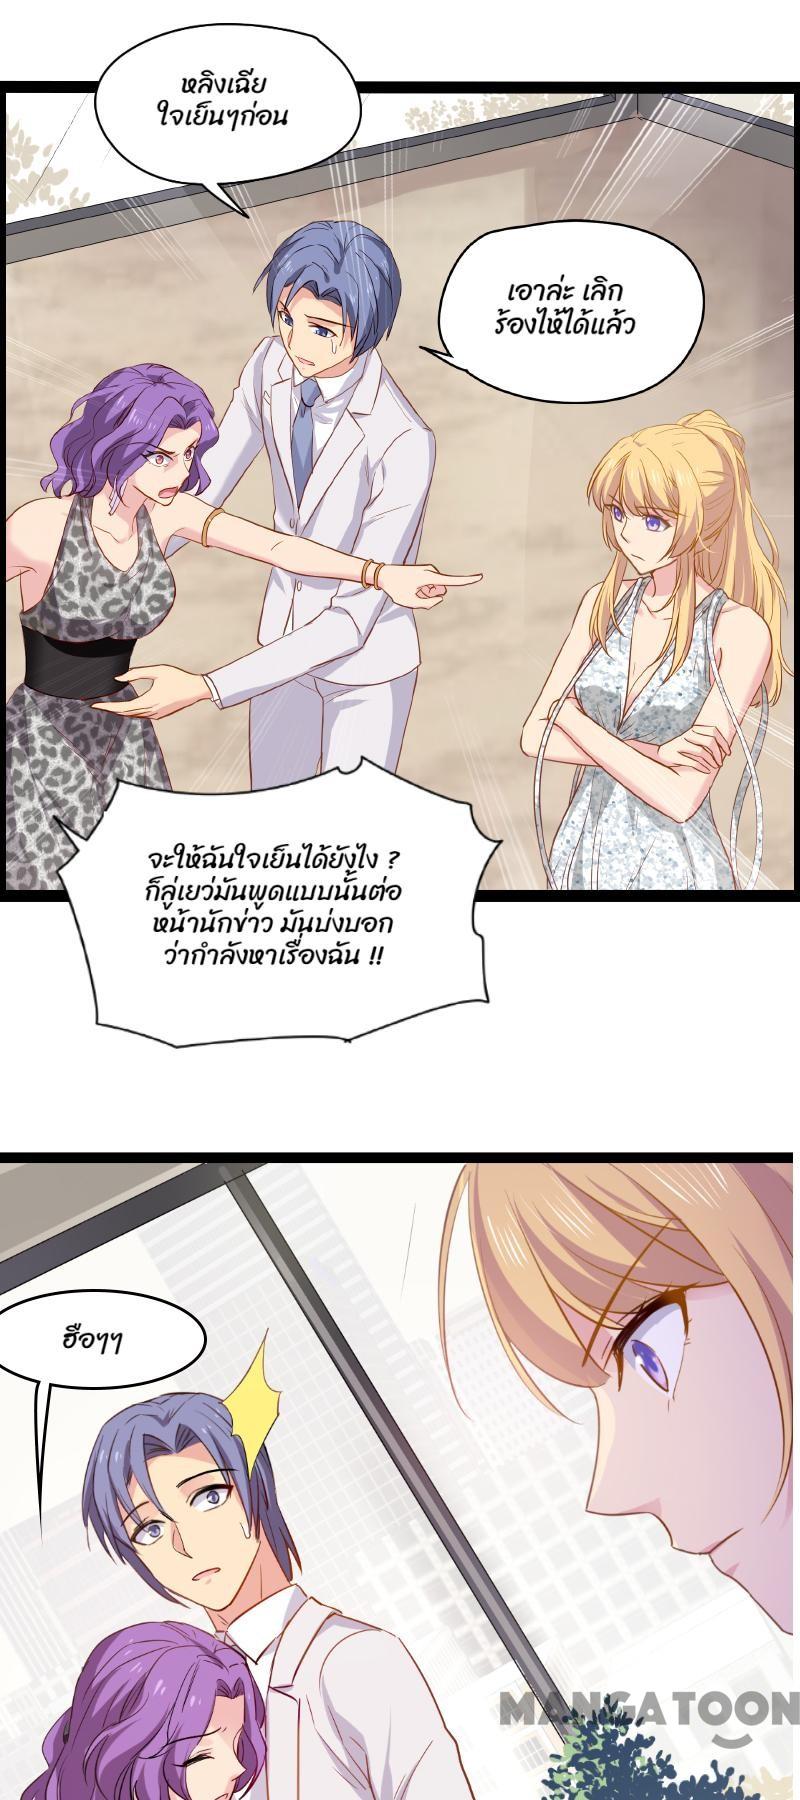 หลิงเฉีย
ใจเย็นๆก่อน
เอาล่ะ เลิก
ร้องไห้ได้แล้ว
จะให้ฉันใจเย็นได้ยังไง ?
ก็ลู่เยว่มันพูดแบบนั้นต่อ
หน้านักข่าว มันบ่งบอก
ว่ากำลังหาเรื่องฉัน !!
ฮือๆๆ
MANGATOON